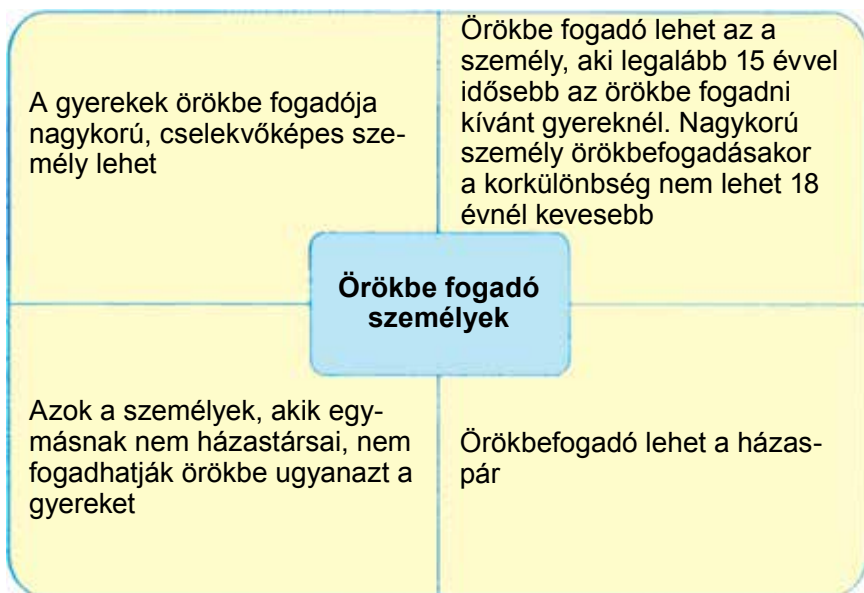 A gyerekek örökbe fogadója
nagykorú, cselekvőképes sze-
mély lehet
Örökbe fogadó lehet az a
személy, aki legalább 15 évvel
idősebb az örökbe fogadni
kívánt gyereknél. Nagykorú
személy örökbefogadásakor
a korkülönbség nem lehet 18
évnél kevesebb
Örökbe fogadó
személyek
Azok a személyek, akik egy-
másnak nem házastársai, nem
fogadhatják örökbe ugyanazt a
gyereket
Örökbefogadó lehet a házas-
pár